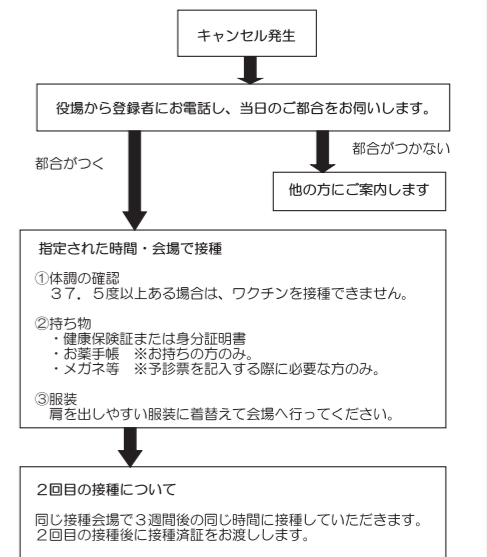 キャンセル発生
役場から登録者にお電話し、当日のご都合をお伺いします。
都合がつく
都合がつかない
他の方にご案内します
指定された時間・会場で接種
①体調の確認
３７．５度以上ある場合は、ワクチンを接種できません。
②持ち物
・健康保険証または身分証明書
・お薬手帳　※お持ちの方のみ。
・メガネ等　※予診票を記入する際に必要な方のみ。
③服装
肩を出しやすい服装に着替えて会場へ行ってください。
２回目の接種について
同じ接種会場で３週間後の同じ時間に接種していただきます。
２回目の接種後に接種済証をお渡しします。